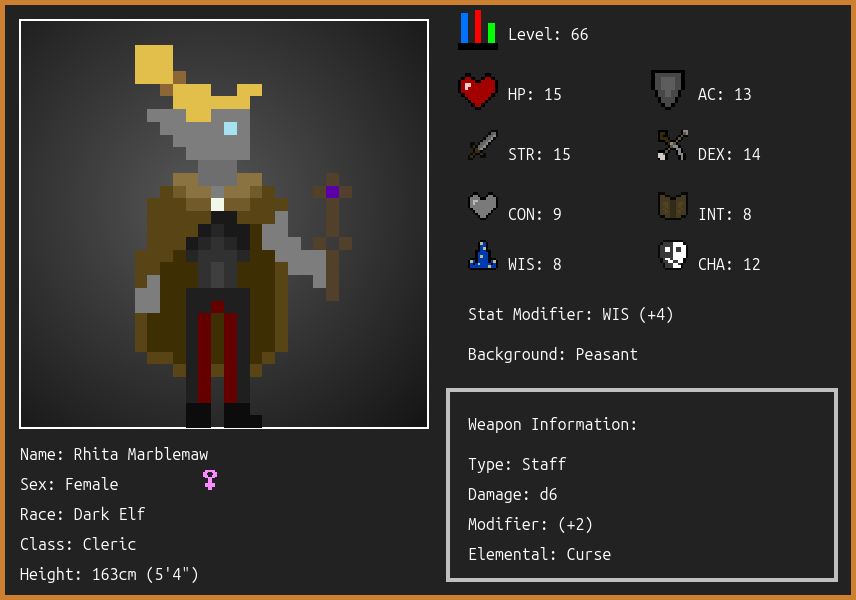 Level: 66
HP: 15
AC: 13
STR: 15
DEX: 14
CON: 9
INT: 8
WIS: 8
CHA: 12
Stat Modifier: WIS (+4)
Background: Peasant
Weapon Information:
Type: Staff
Damage: d6
Modifier: (+2)
Elemental: Curse
Name: Rhita Marblemaw
Sex: Female
Race: Dark Elf
Class: Cleric
Height: 163cm (5'4")